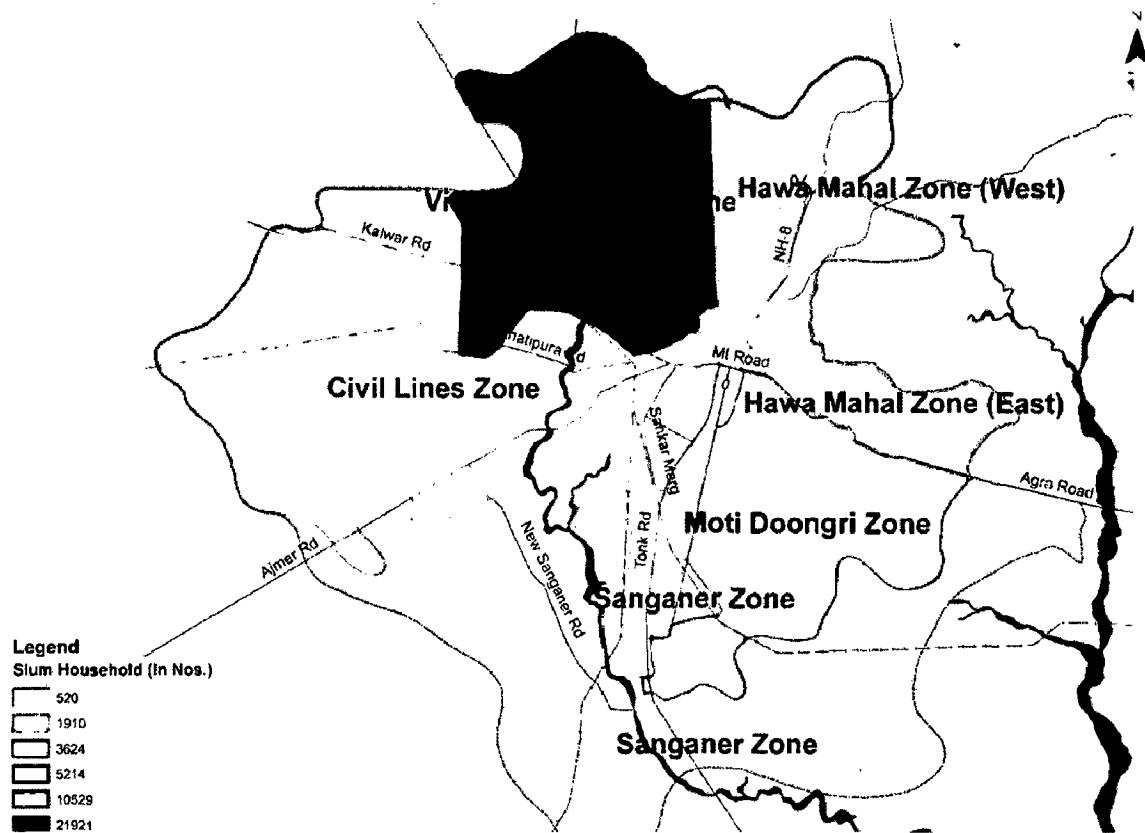 Z
Hawa Mahal Zone (West)
NH-8
Kalwar Rd
MI Road
Civil Lines Zone
Hawa Mahal Zone (East)
Sahkar Marg
Agra Road
Moti Doongri Zone
Tonk Rd
New Sanganer Rd
Ajmer Rd
Sanganer Zone
Sanganer Zone
Legend
Slum Household (In Nos.)
520
1910
3624
5214
10529
21921